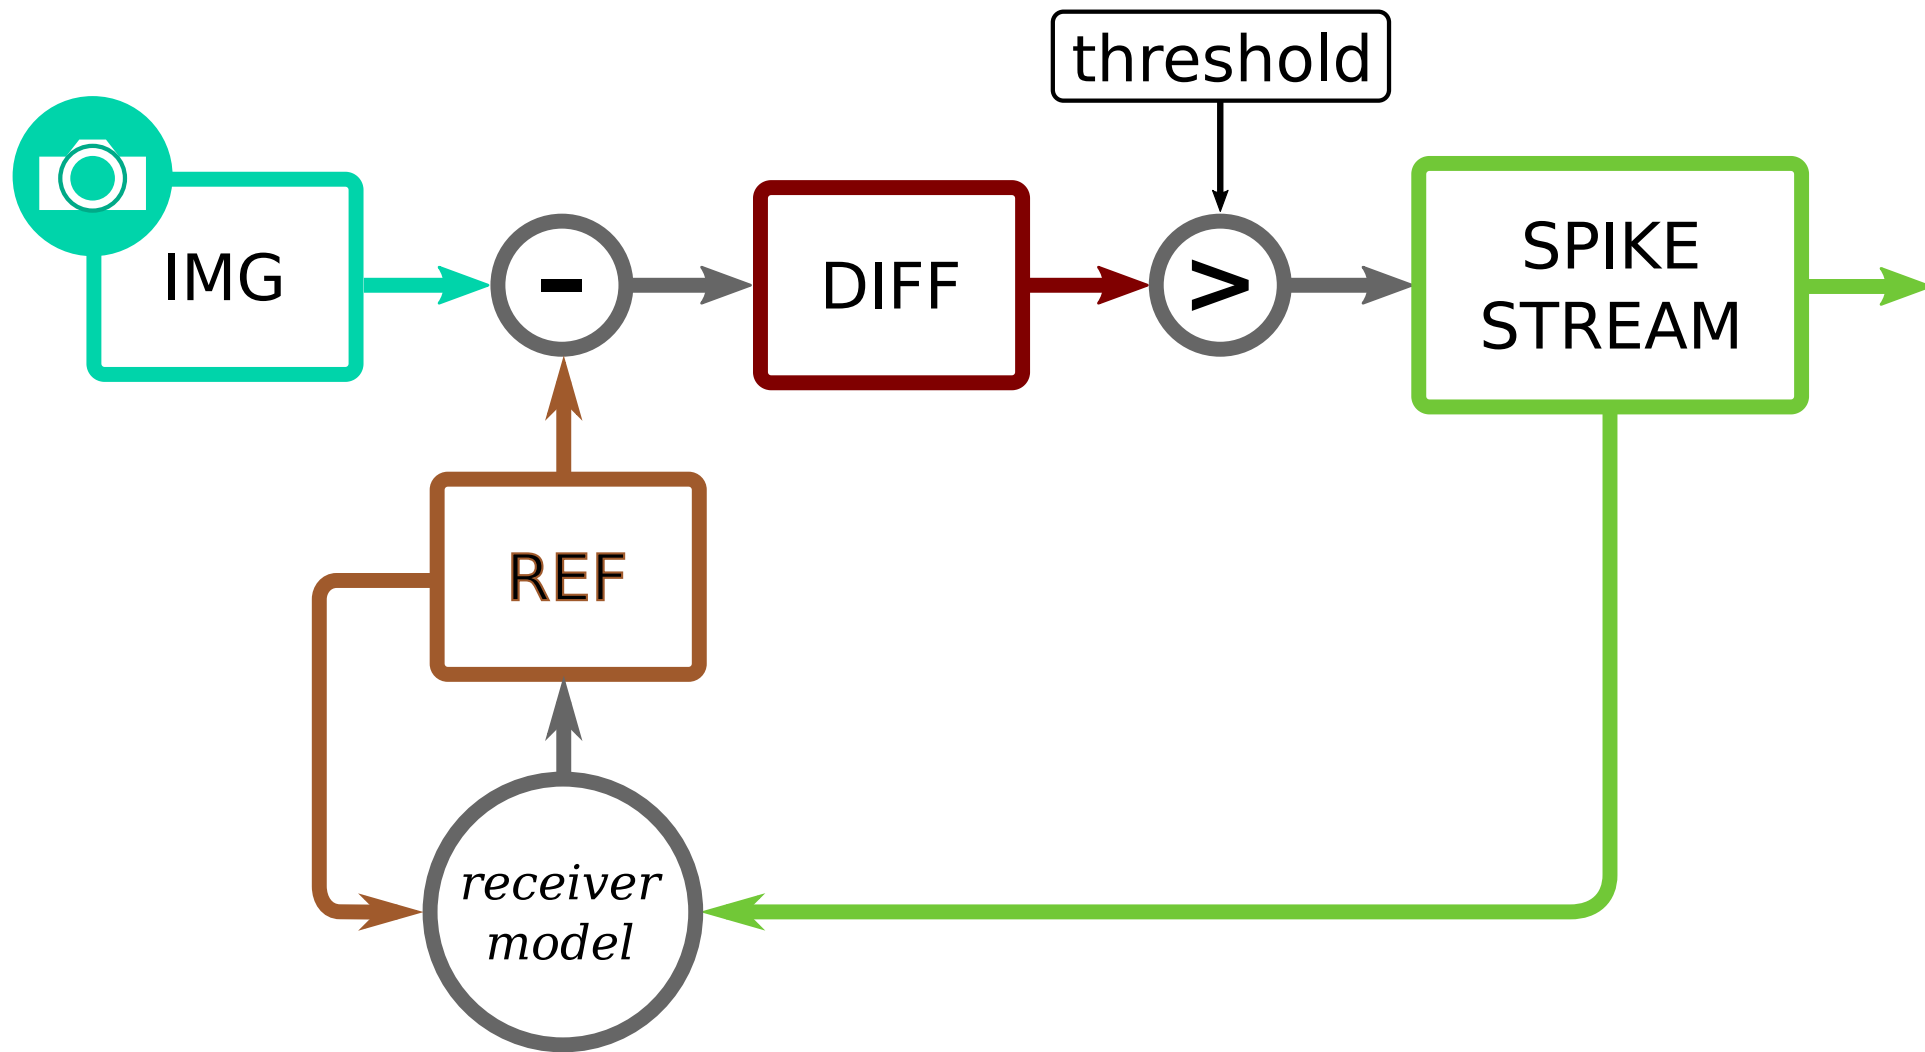 threshold
IMG
-
DIFF
>
SPIKE
STREAM
REF
receiver
model